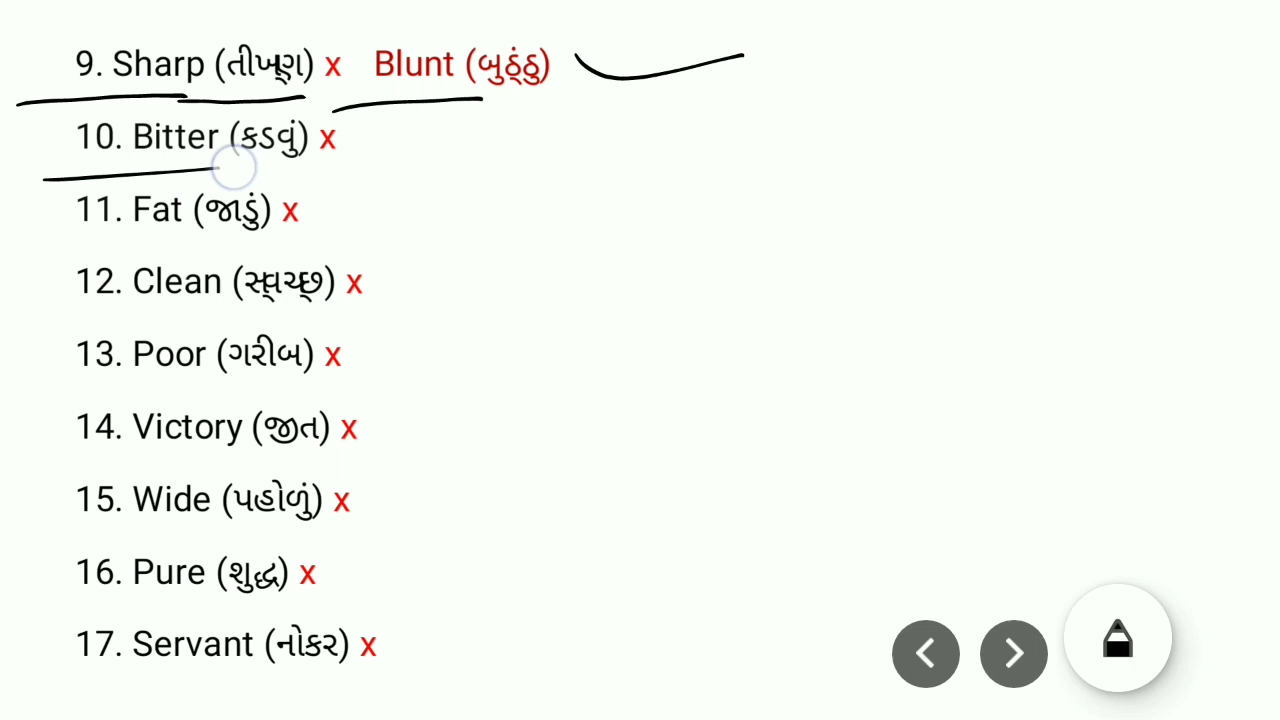 9. Sharp (તીખ્ણ) x Blunt (બુઠ્ઠું)
10. Bitter (કડવું) x
11. Fat (જાડું) x
12. Clean (સ્વચ્છ) x
13. Poor (ગરીબ) x
14. Victory (જીત) x
15. Wide (પહોળું) x
16. Pure (શુદ્ધ) x
17. Servant (નોકર) x